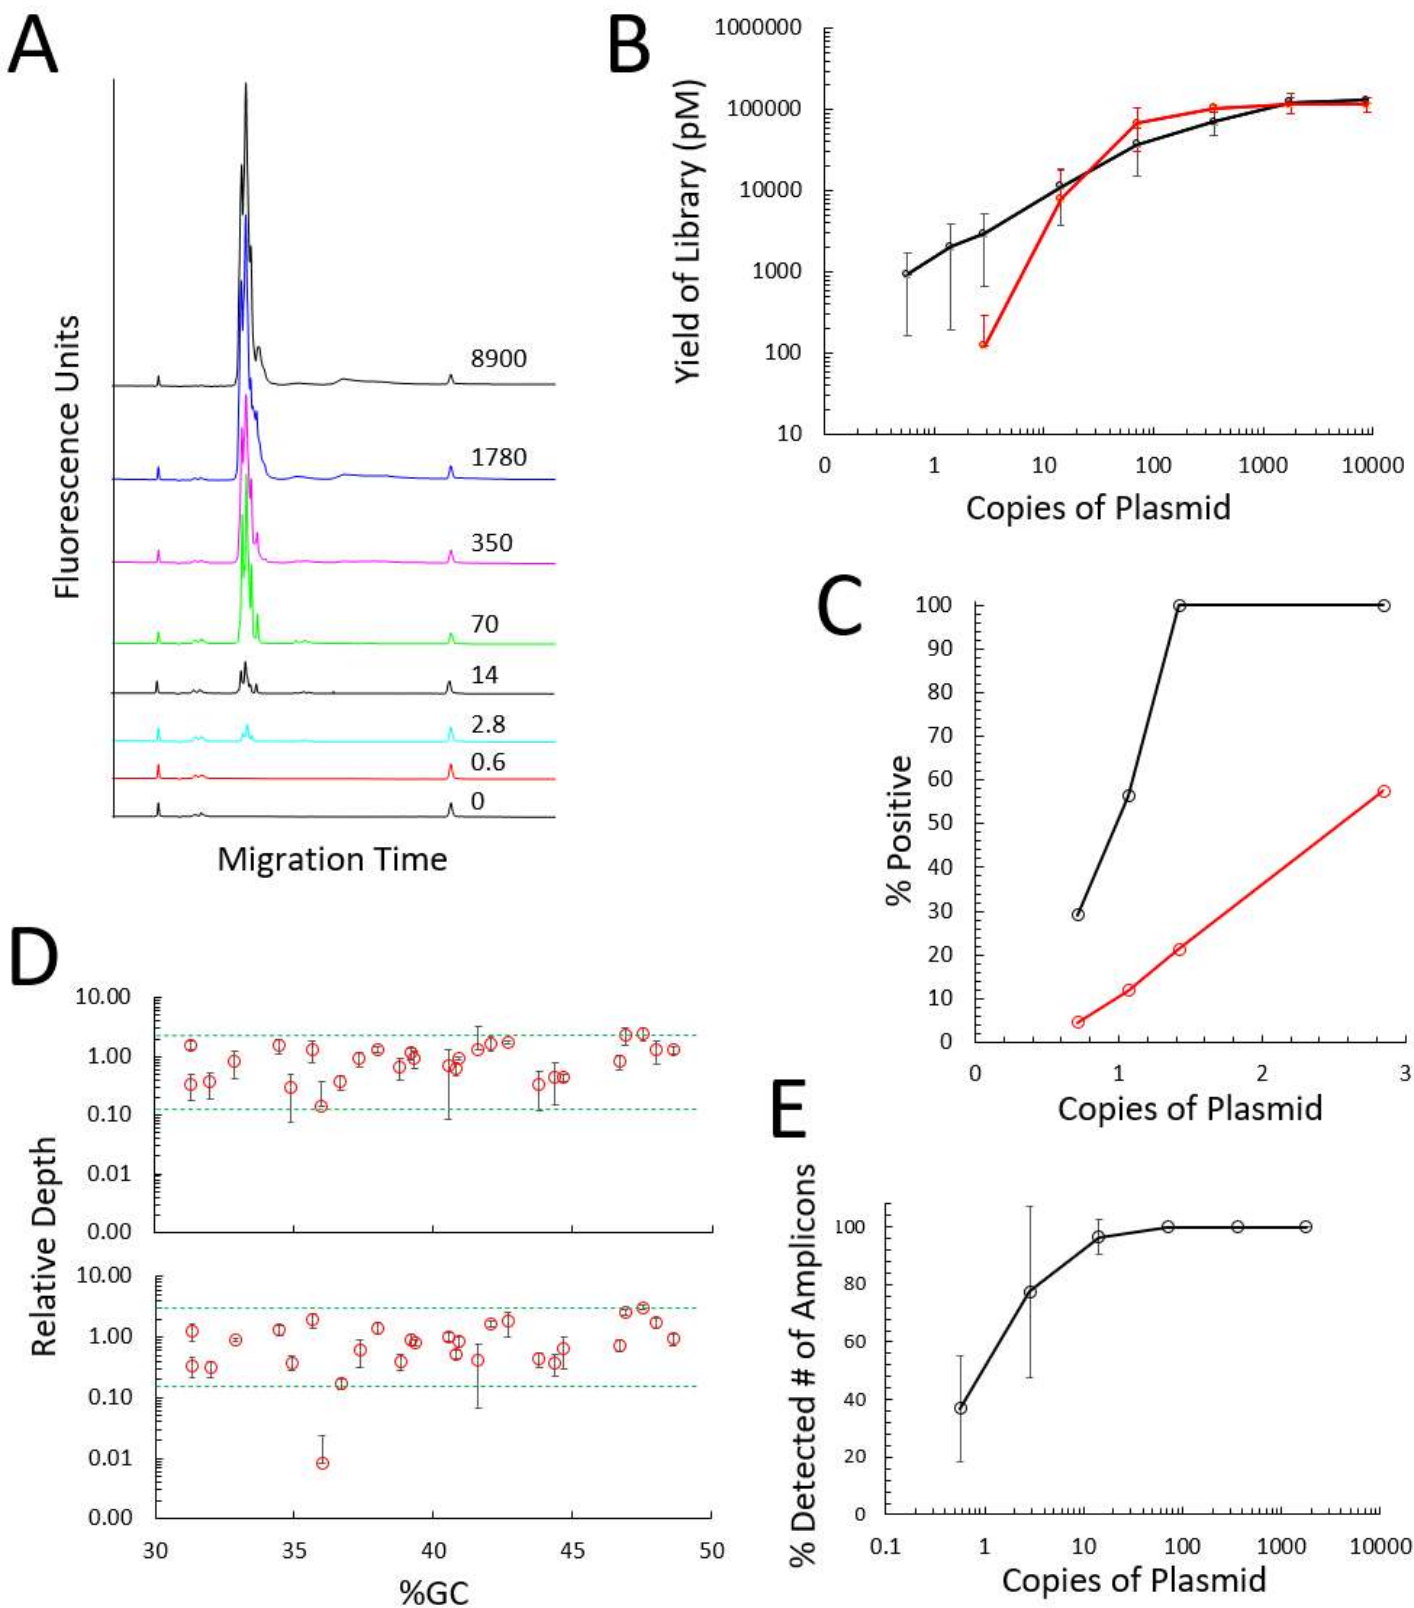 A
Fluorescence Units
8900
1780
350
70
14
2.8
0.6
0
Migration Time
B
Yield of Library (pM)
1000000
100000
10000
1000
100
10
0 1 10 100 1000 10000
Copies of Plasmid
C
% Positive
100
90
80
70
60
50
40
30
20
10
0
0 1 2 3
Copies of Plasmid
D
Relative Depth
10.00
1.00
0.10
0.01
0.00
10.00
1.00
0.10
0.01
0.00
30 35 40 45 50
%GC
E
% Detected # of Amplicons
100
80
60
40
20
0
0.1 1 10 100 1000 10000
Copies of Plasmid